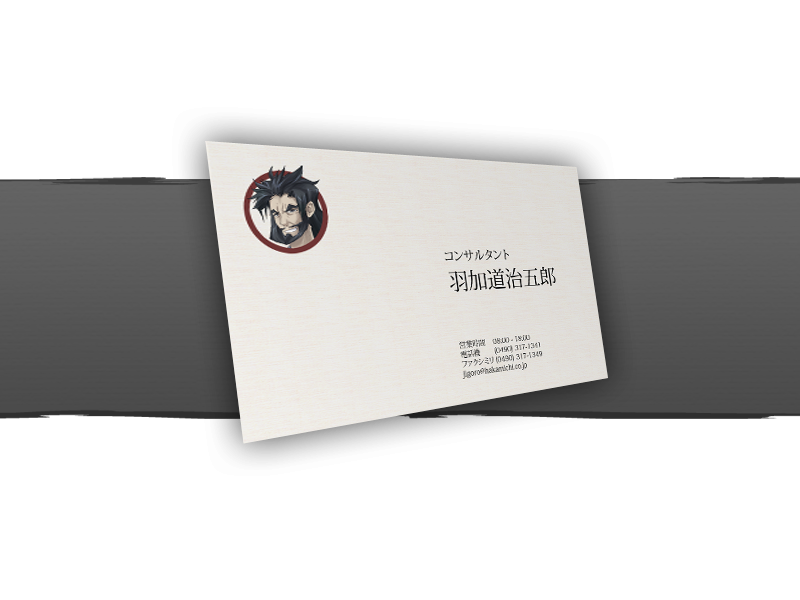 コンサルタント
羽加道治五郎
営業時間 08:00 - 18:00
電話機 (0490) 317-1341
ファクシミリ (0490) 317-1349
jigoro@hakamichi.co.jp